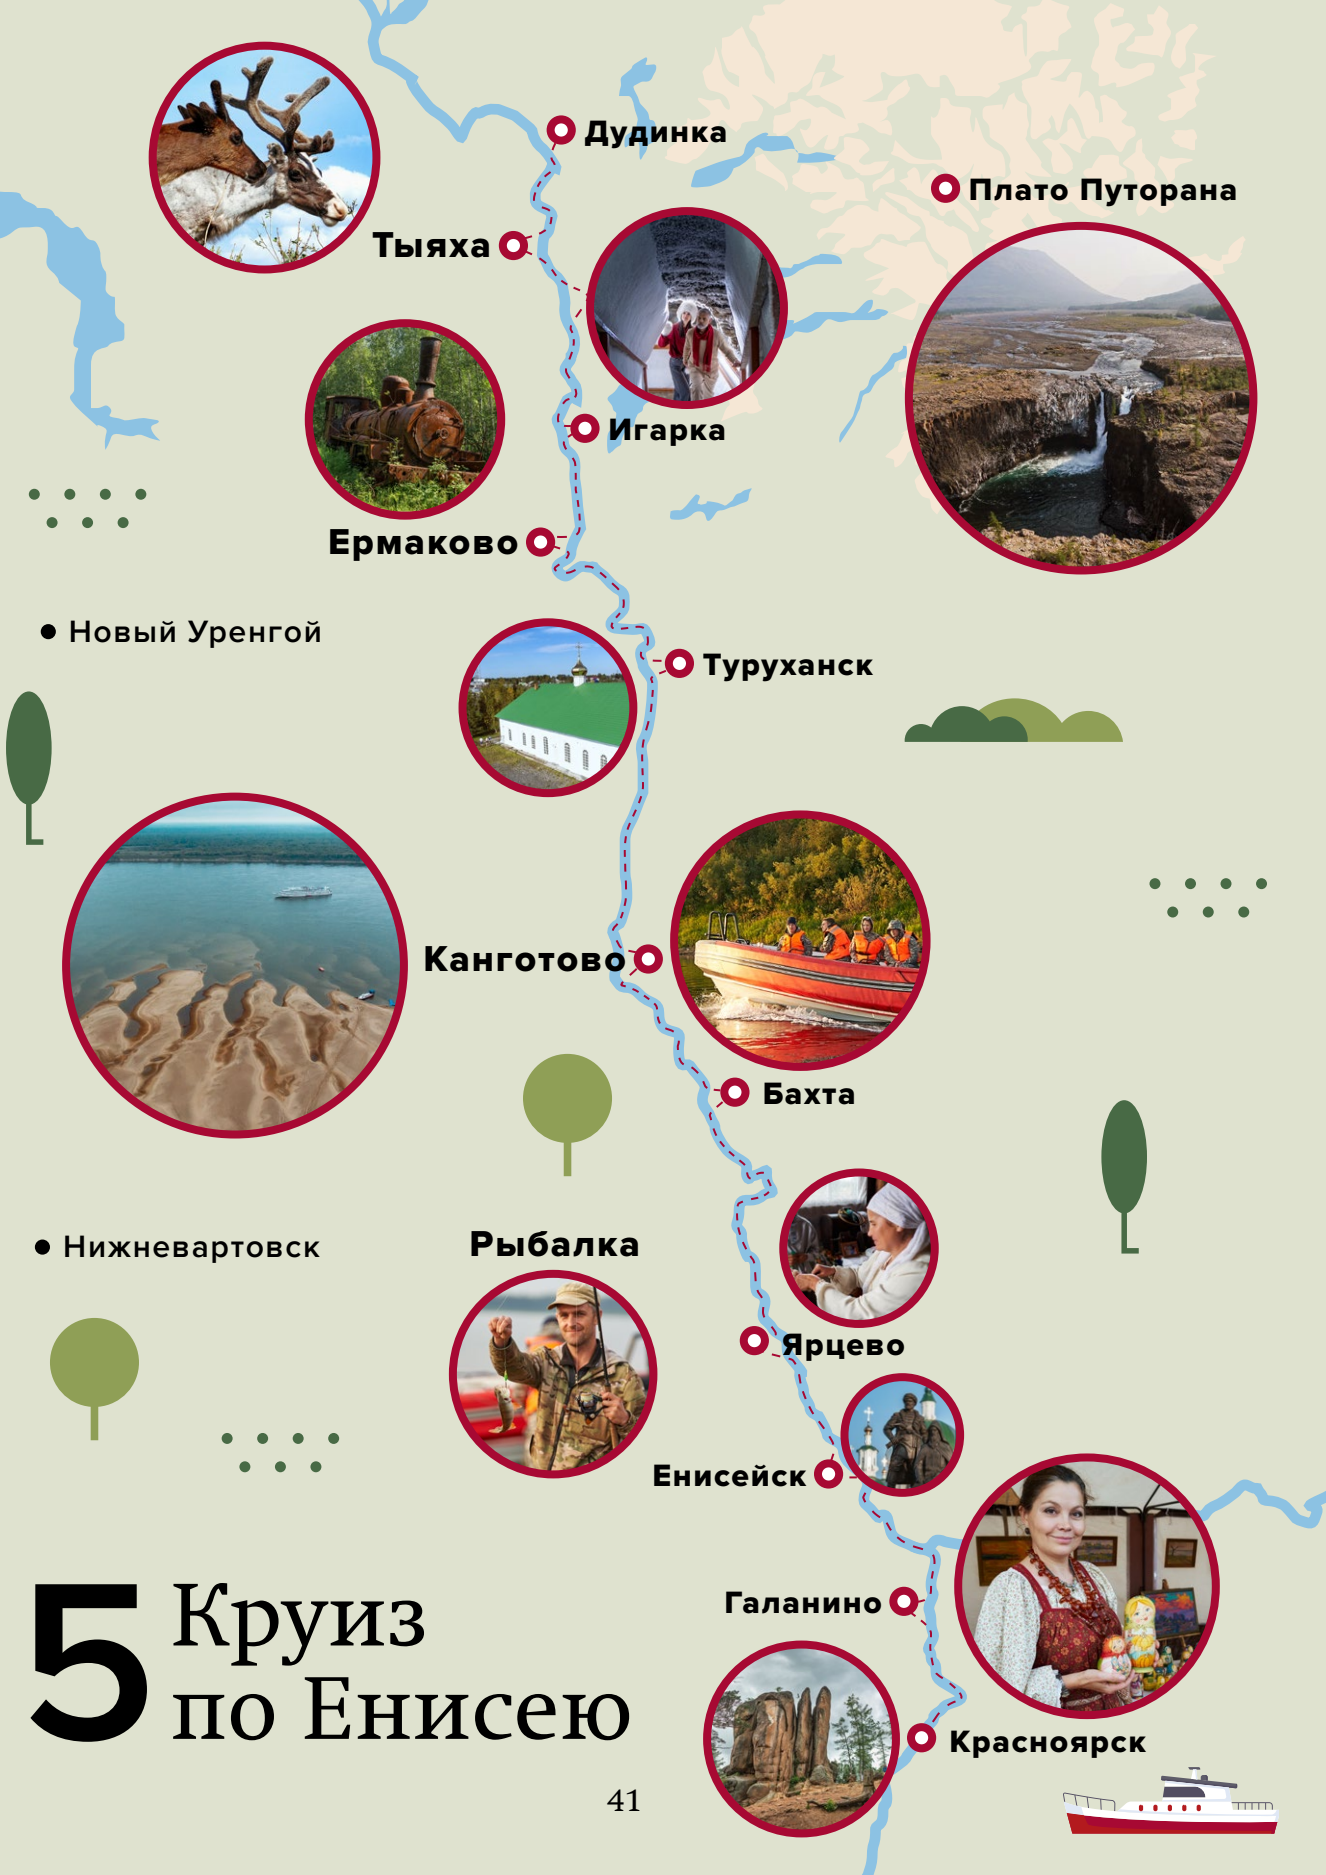 Дудинка
Плато Путорана
Тыяха
Игарка
Ермаково
Новый Уренгой
Туруханск
Канготово
Бахта
Рыбалка
Нижневартовск
Ярцево
Енисейск
Галанино
Красноярск
5 Круиз
по Енисею
41